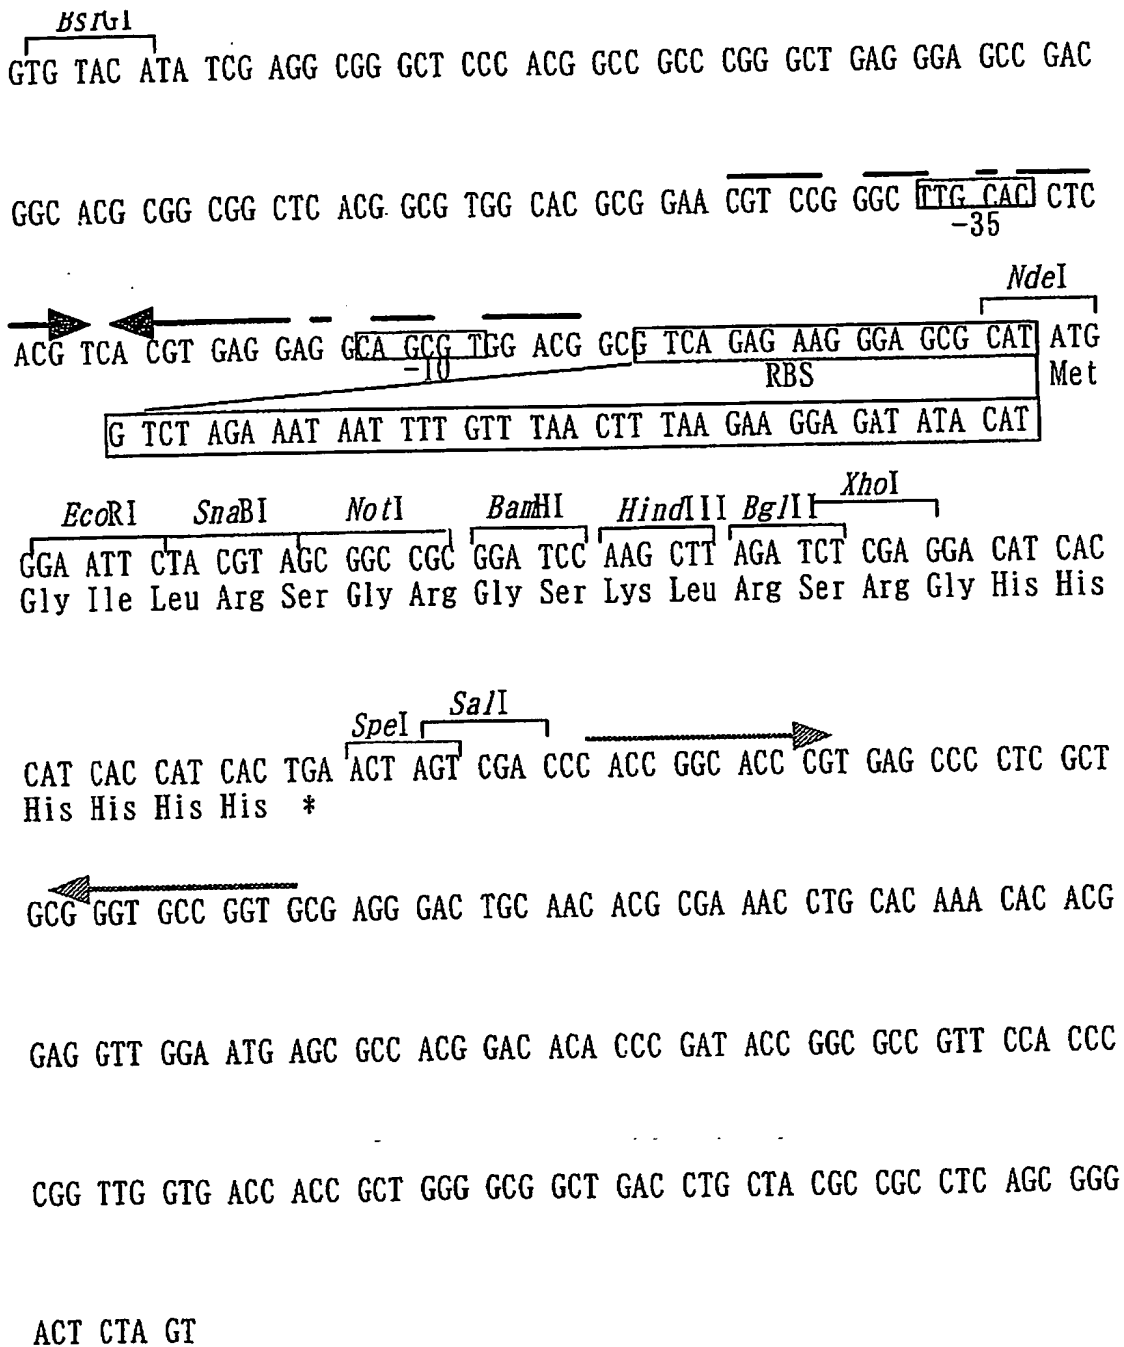 BsrGI
GTG TAC ATA TCG AGG CGG GCT CCC ACG GCC GCC CGG GCT GAG GGA GCC GAC
GGC ACG CGG CGG CTC ACG GCG TGG CAC GCG GAA CGT CCG GGC TTG CAC CTC
-35
NdeI
ACG TCA CGT GAG GAG GCA GCG TGG ACG GCG TCA GAG AAG GGA GCG CAT ATG
-10 RBS Met
G TCT AGA AAT AAT TTT GTT TAA CTT TAA GAA GGA GAT ATA CAT
EcoRI SnaBI NotI BamHI HindIII BglII XhoI
GGA ATT CTA CGT AGC GGC CGC GGA TCC AAG CTT AGA TCT CGA GGA CAT CAC
Gly Ile Leu Arg Ser Gly Arg Gly Ser Lys Leu Arg Ser Arg Gly His His
SpeI SalI
CAT CAC CAT CAC TGA ACT AGT CGA CCC ACC GGC ACC CGT GAG CCC CTC GCT
His His His His *
GCG GGT GCC GGT GCG AGG GAC TGC AAC ACG CGA AAC CTG CAC AAA CAC ACG
GAG GTT GGA ATG AGC GCC ACG GAC ACA CCC GAT ACC GGC GCC GTT CCA CCC
CGG TTG GTG ACC ACC GCT GGG GCG GCT GAC CTG CTA CGC CGC CTC AGC GGG
ACT CTA GT